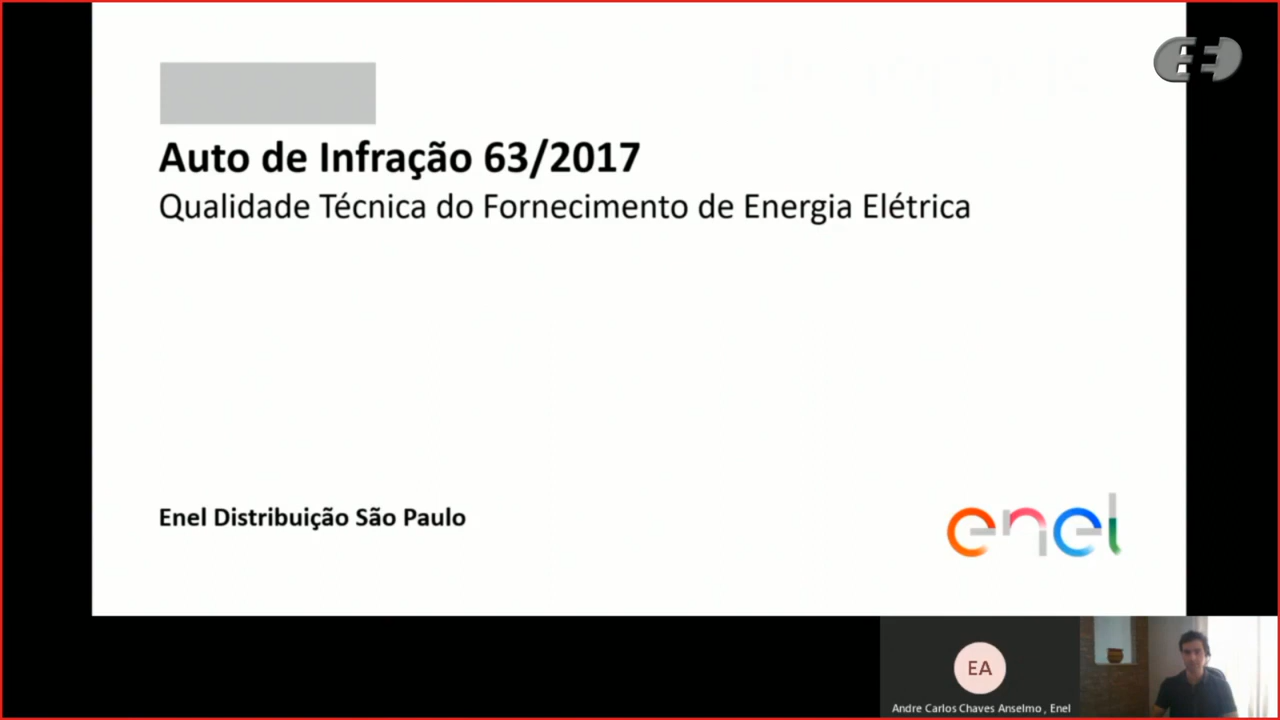 Auto de Infração 63/2017
Qualidade Técnica do Fornecimento de Energia Elétrica
Enel Distribuição São Paulo
enel
EA
Andre Carlos Chaves Anselmo , Enel